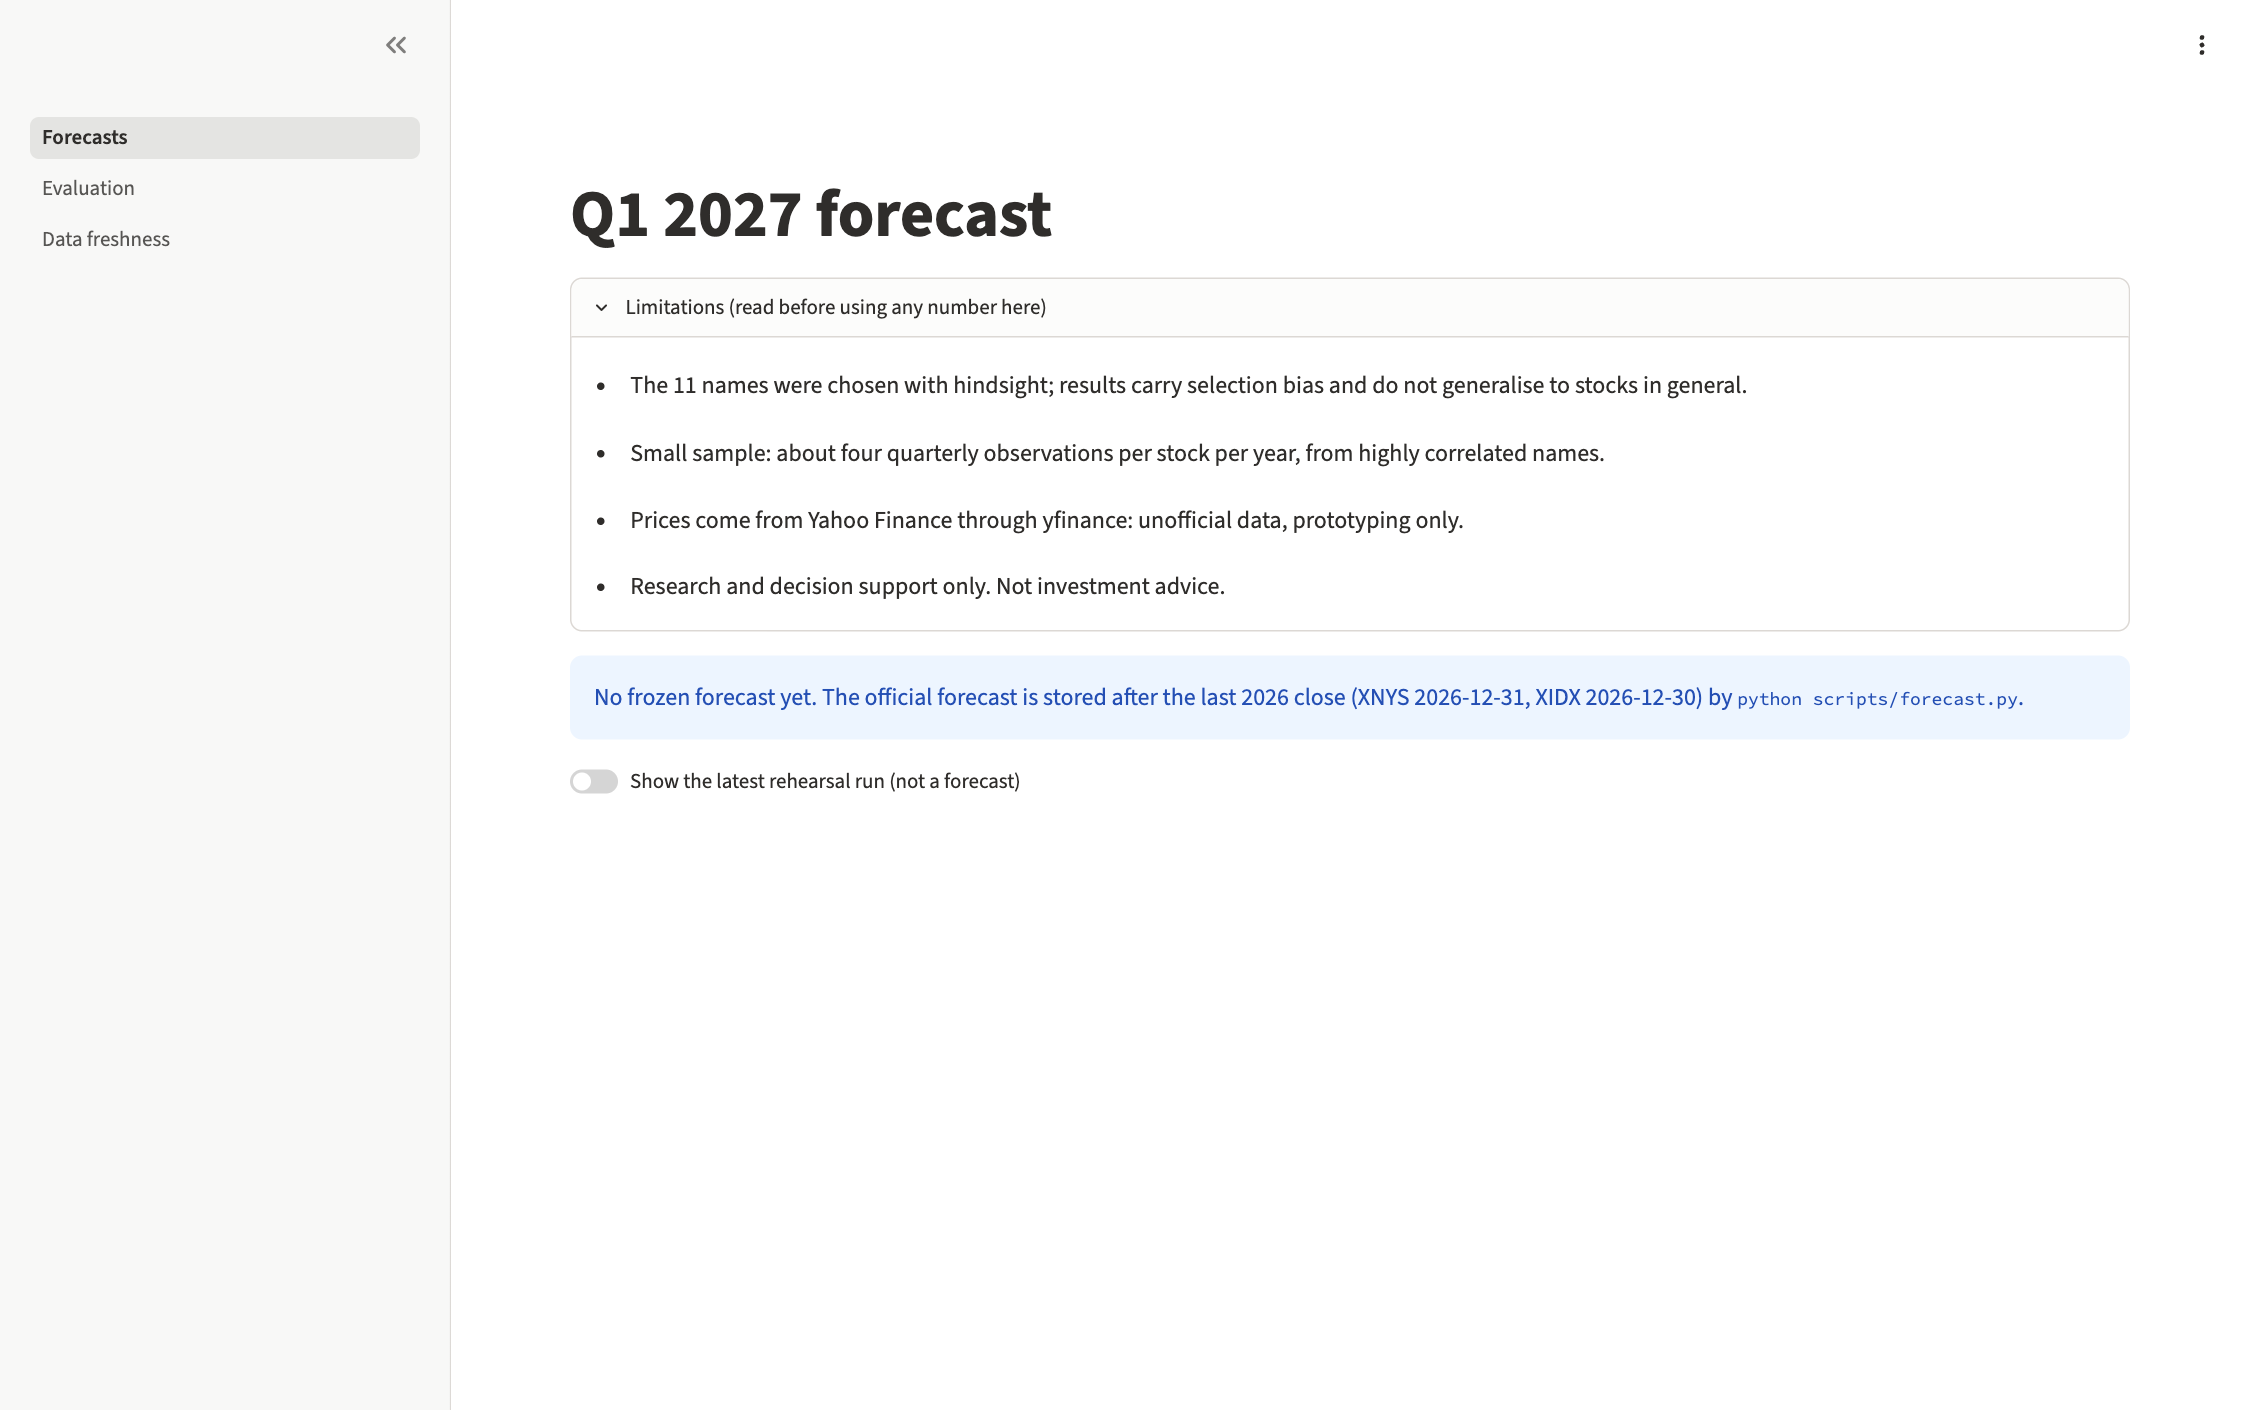 Forecasts
Evaluation
Data freshness
Q1 2027 forecast
Limitations (read before using any number here)
The 11 names were chosen with hindsight; results carry selection bias and do not generalise to stocks in general.
Small sample: about four quarterly observations per stock per year, from highly correlated names.
Prices come from Yahoo Finance through yfinance: unofficial data, prototyping only.
Research and decision support only. Not investment advice.
No frozen forecast yet. The official forecast is stored after the last 2026 close (XNYS 2026-12-31, XIDX 2026-12-30) by python scripts/forecast.py.
Show the latest rehearsal run (not a forecast)